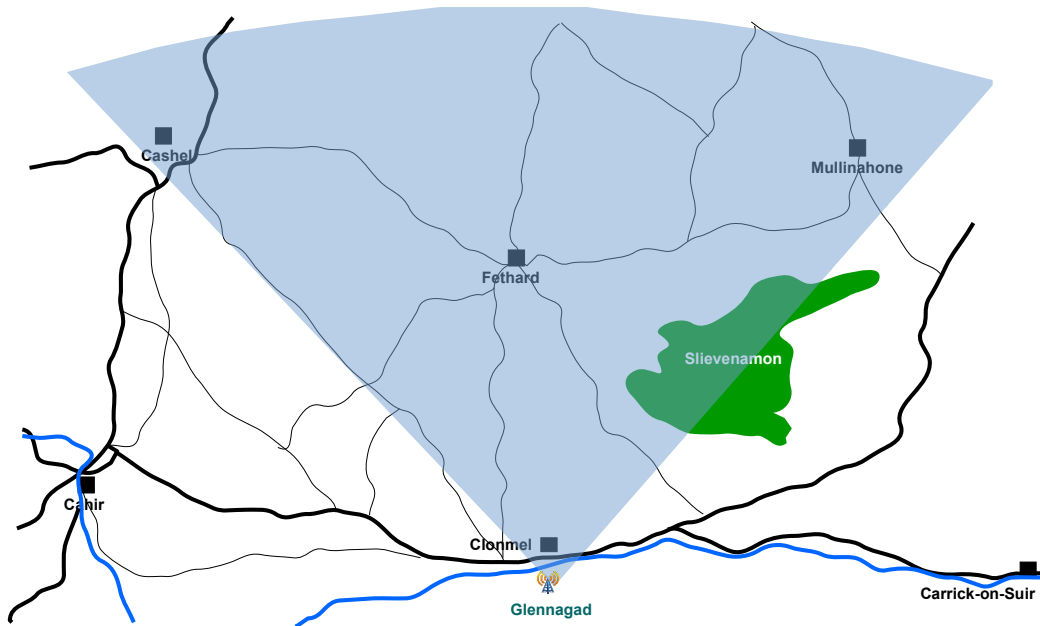 Cashel
Mullinahone
Fethard
Slievenamon
Cahir
Clonmel
Carrick-on-Suir
Glennagad